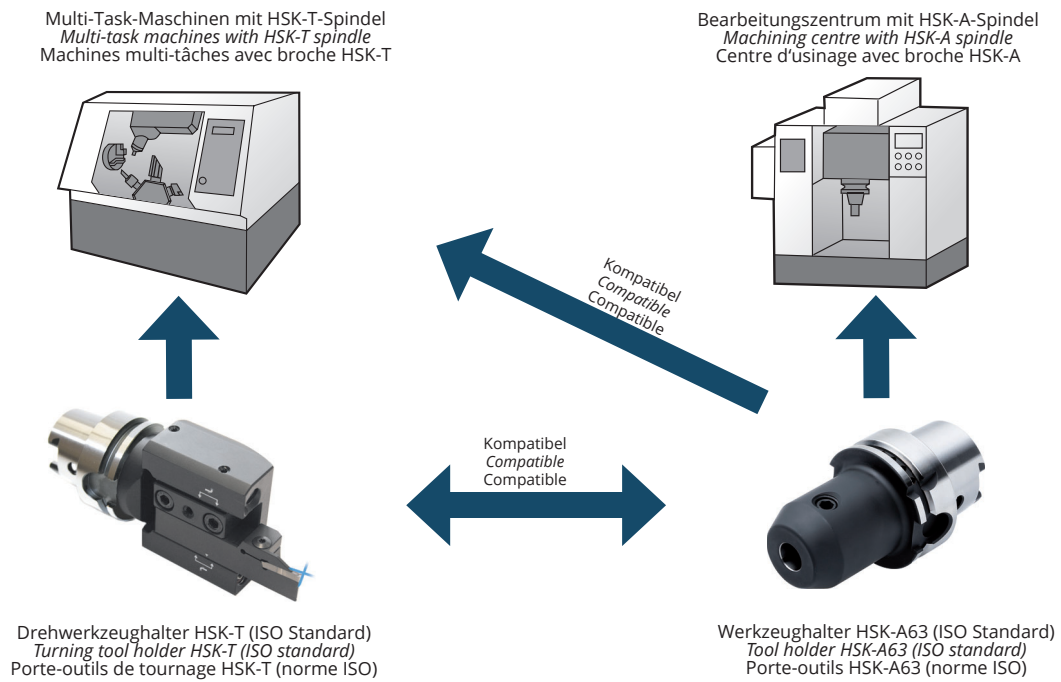 Multi-Task-Maschinen mit HSK-T-Spindel
Multi-task machines with HSK-T spindle
Machines multi-tâches avec broche HSK-T
Bearbeitungszentrum mit HSK-A-Spindel
Machining centre with HSK-A spindle
Centre d‘usinage avec broche HSK-A
Kompatibel
Compatible
Compatible
Kompatibel
Compatible
Compatible
Drehwerkzeughalter HSK-T (ISO Standard)
Turning tool holder HSK-T (ISO standard)
Porte-outils de tournage HSK-T (norme ISO)
Werkzeughalter HSK-A63 (ISO Standard)
Tool holder HSK-A63 (ISO standard)
Porte-outils HSK-A63 (norme ISO)